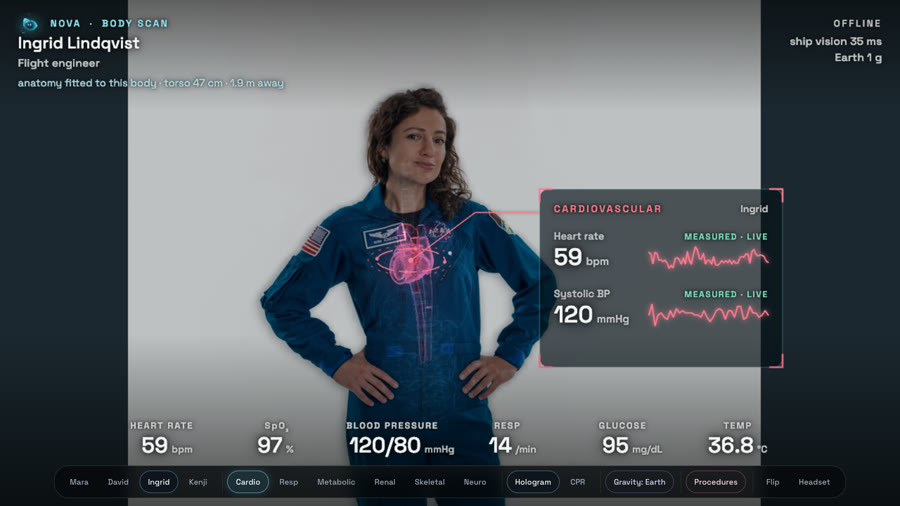 NOVA · BODY SCAN
Ingrid Lindqvist
Flight engineer
anatomy fitted to this body · torso 47 cm · 1.9 m away
OFFLINE
ship vision 35 ms
Earth 1 g
CARDIOVASCULAR Ingrid
Heart rate MEASURED · LIVE
59 bpm
Systolic BP MEASURED · LIVE
120 mmHg
HEART RATE SpO₂ BLOOD PRESSURE RESP GLUCOSE TEMP
59 bpm 97 % 120/80 mmHg 14 /min 95 mg/dL 36.8 °C
Mara David Ingrid Kenji Cardio Resp Metabolic Renal Skeletal Neuro Hologram CPR Gravity: Earth Procedures Flip Headset